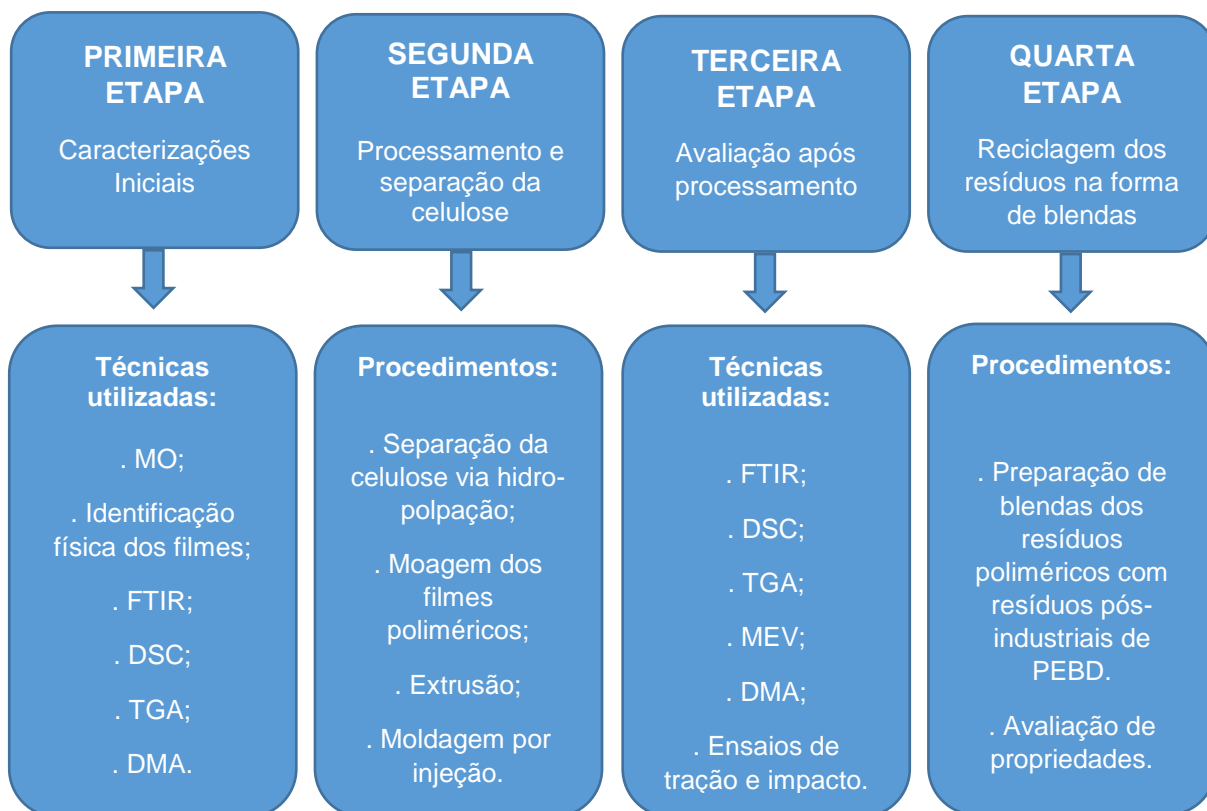 PRIMEIRA
ETAPA
Caracterizações
Iniciais
SEGUNDA
ETAPA
Processamento e
separação da
celulose
TERCEIRA
ETAPA
Avaliação após
processamento
QUARTA
ETAPA
Reciclagem dos
resíduos na forma
de blendas
Técnicas
utilizadas:
. MO;
. Identificação
física dos filmes;
. FTIR;
. DSC;
. TGA;
. DMA.
Procedimentos:
. Separação da
celulose via hidro-
polpação;
. Moagem dos
filmes
poliméricos;
. Extrusão;
. Moldagem por
injeção.
Técnicas
utilizadas:
. FTIR;
. DSC;
. TGA;
. MEV;
. DMA;
. Ensaios de
tração e impacto.
Procedimentos:
. Preparação de
blendas dos
resíduos
poliméricos com
resíduos pós-
industriais de
PEBD.
. Avaliação de
propriedades.